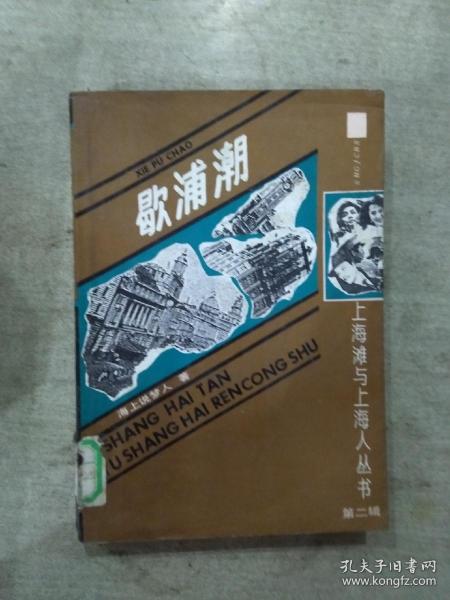 XIE PU CHAO
歇浦潮
海上说梦人 著
SHANG HAI TAN
U SHANG HAI REN CONG SHU
上海滩与上海人丛书
第二辑
孔夫子旧书网
www.kongfz.com